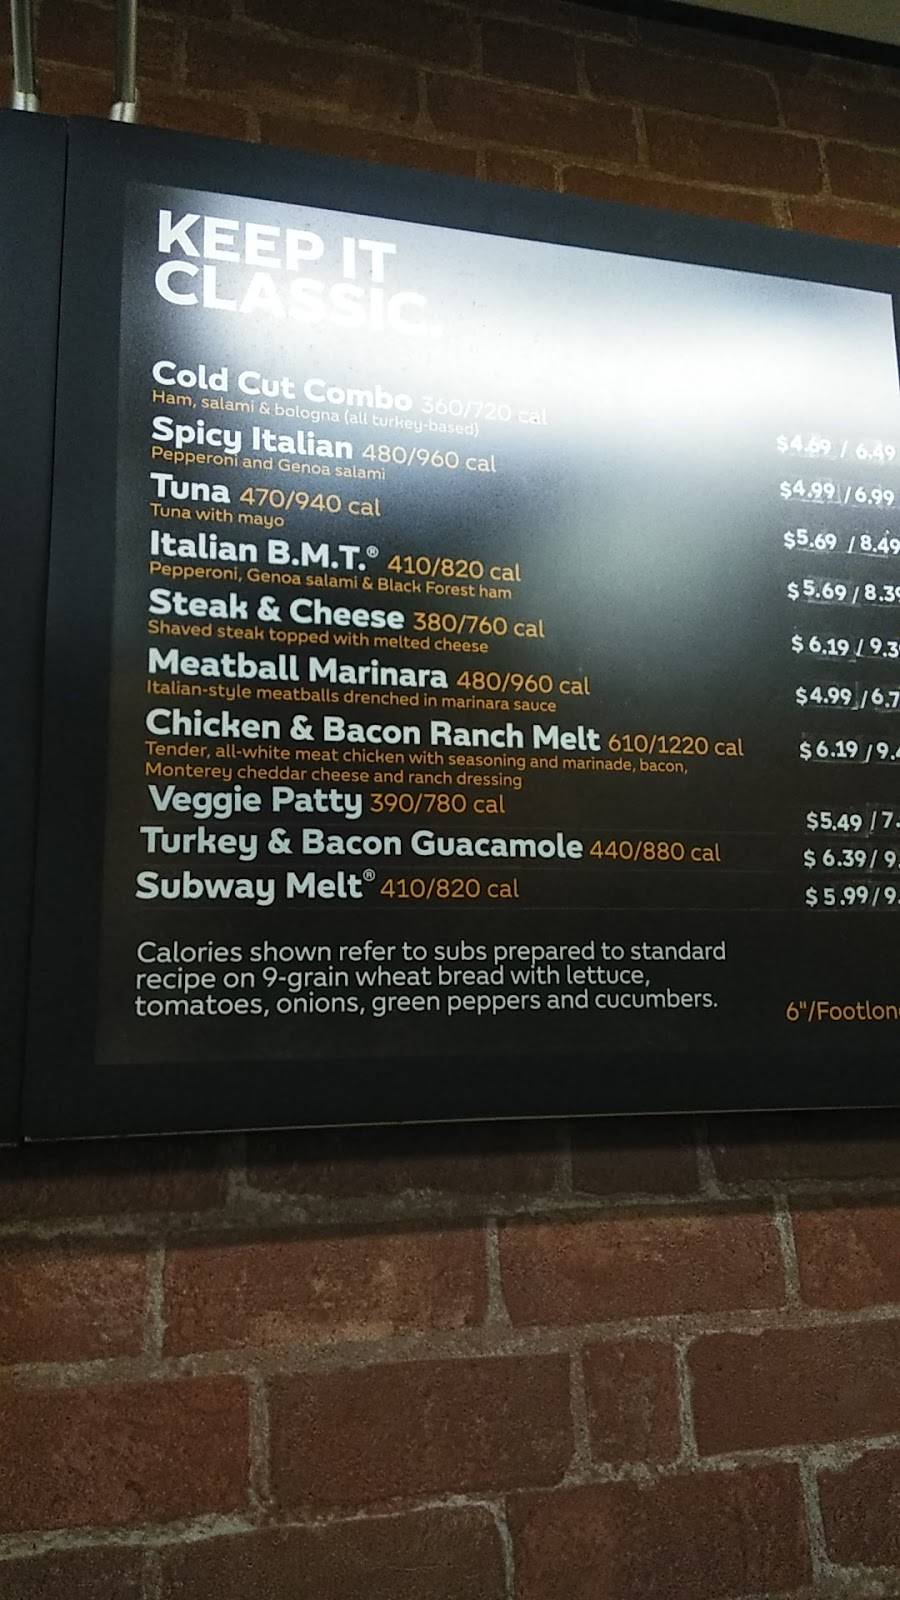 KEEP IT
CLASSIC.
Cold Cut Combo 360/720 cal $4.69 / 6.49
Ham, salami & bologna (all turkey-based)
Spicy Italian 480/960 cal $4.99 / 6.99
Pepperoni and Genoa salami
Tuna 470/940 cal $5.69 / 8.49
Tuna with mayo
Italian B.M.T.® 410/820 cal $5.69 / 8.39
Pepperoni, Genoa salami & Black Forest ham
Steak & Cheese 380/760 cal $6.19 / 9.3
Shaved steak topped with melted cheese
Meatball Marinara 480/960 cal $4.99 / 6.7
Italian-style meatballs drenched in marinara sauce
Chicken & Bacon Ranch Melt 610/1220 cal $6.19 / 9.4
Tender, all-white meat chicken with seasoning and marinade, bacon,
Monterey cheddar cheese and ranch dressing
Veggie Patty 390/780 cal $5.49 / 7.
Turkey & Bacon Guacamole 440/880 cal $6.39 / 9.
Subway Melt® 410/820 cal $5.99 / 9.
Calories shown refer to subs prepared to standard
recipe on 9-grain wheat bread with lettuce,
tomatoes, onions, green peppers and cucumbers.
6"/Footlon